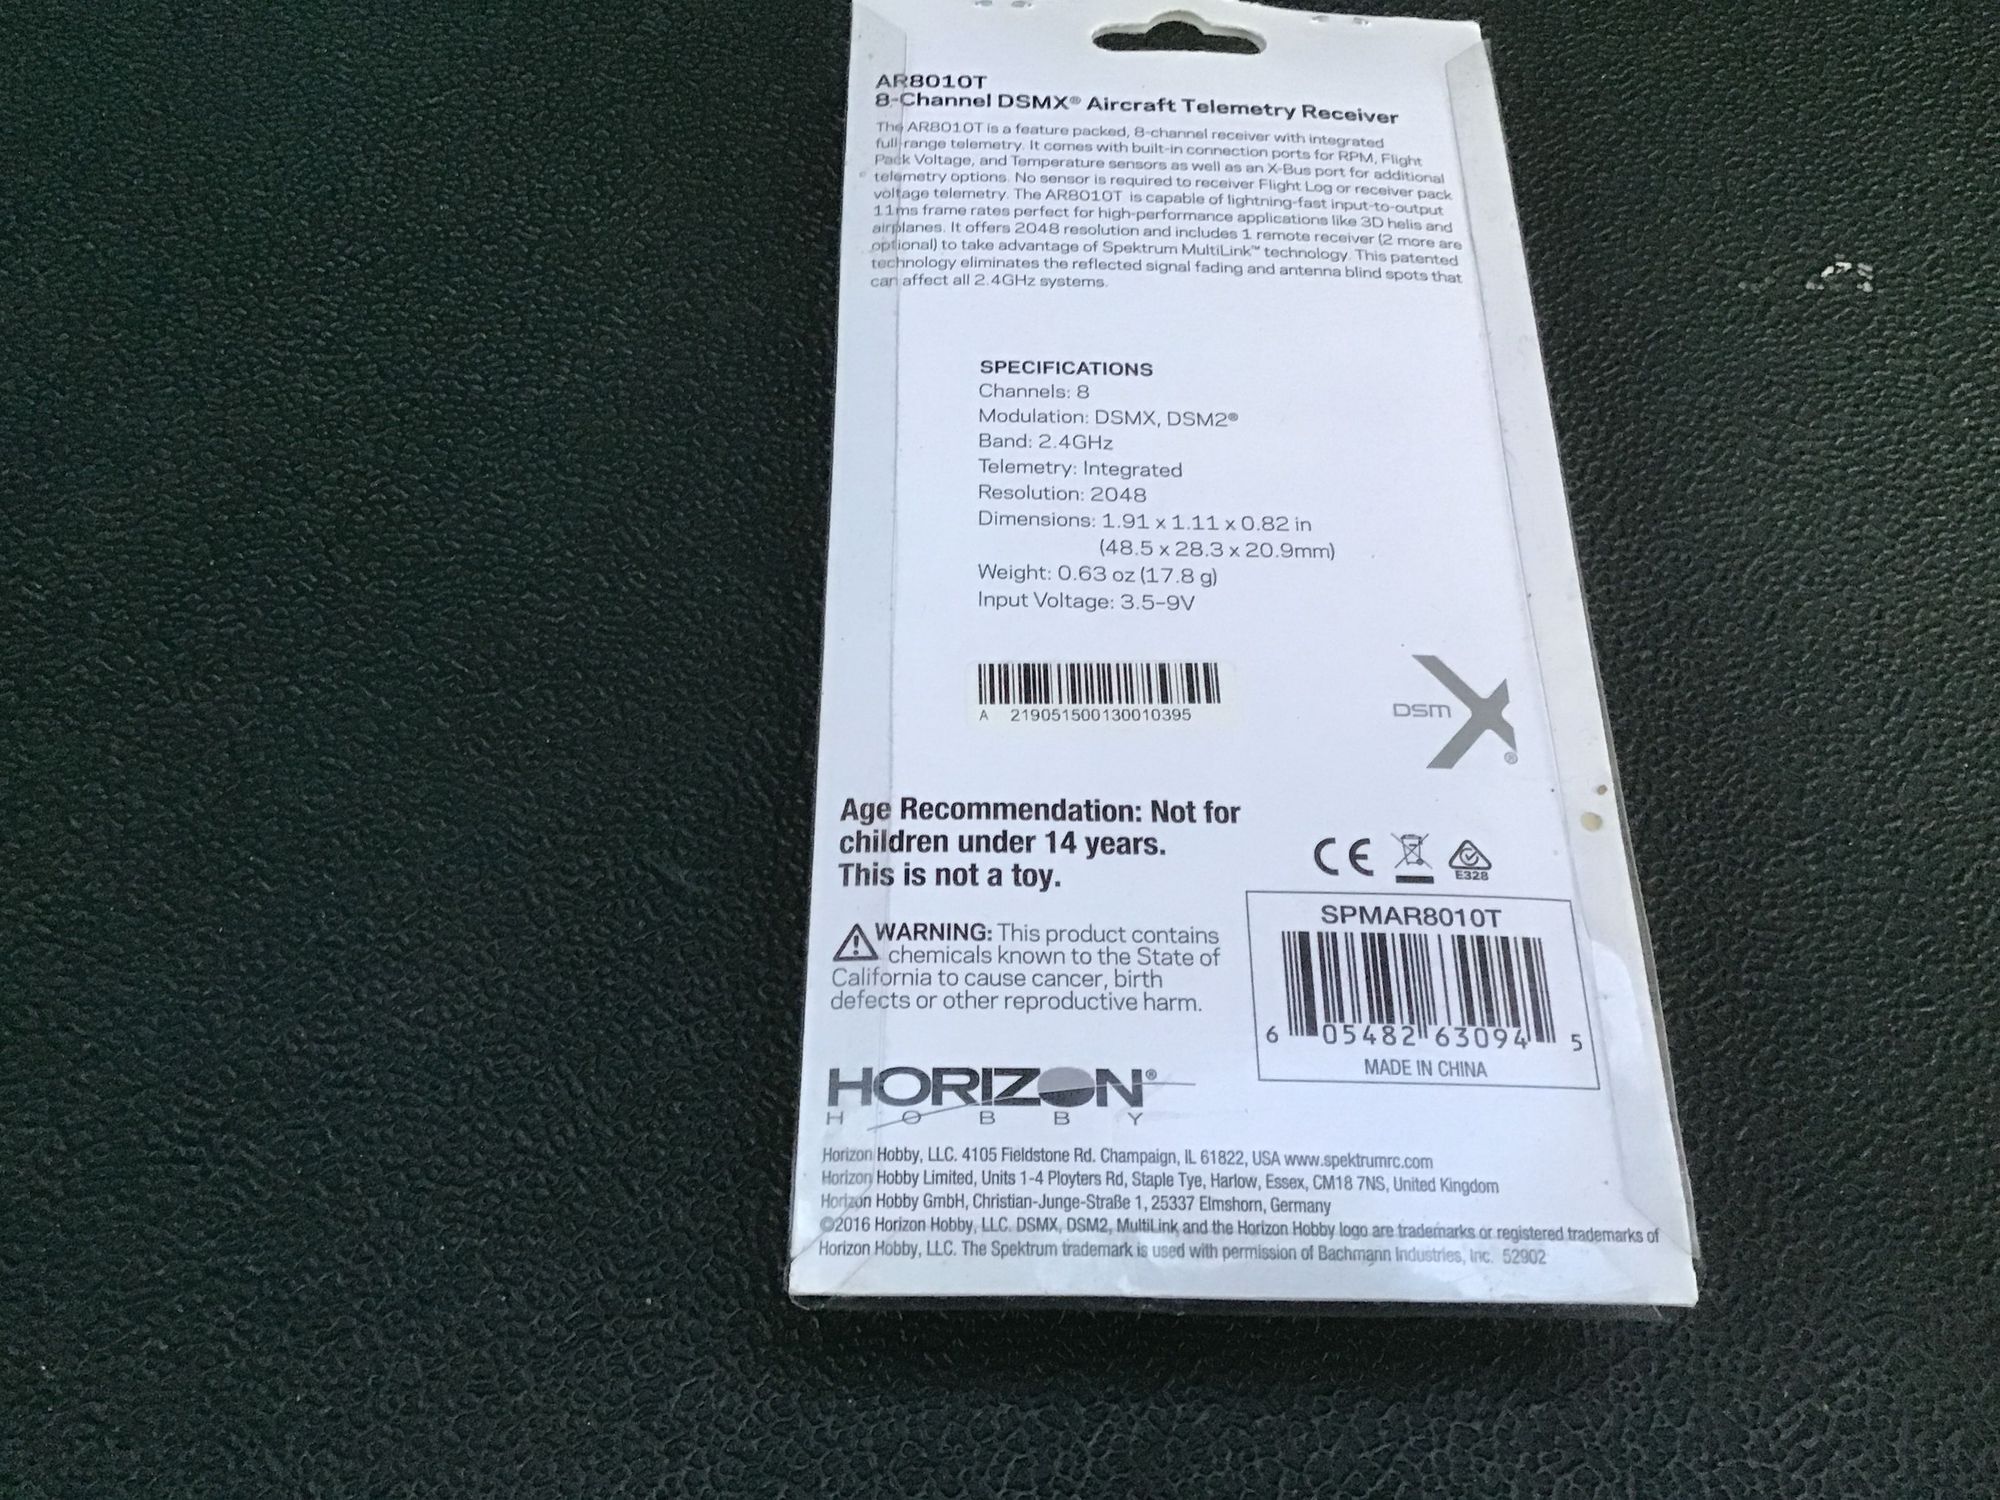 AR8010T
8-Channel DSMX® Aircraft Telemetry Receiver
The AR8010T is a feature packed, 8-channel receiver with integrated
full-range telemetry. It comes with built-in connection ports for RPM, Flight
Pack Voltage, and Temperature sensors as well as an X-Bus port for additional
telemetry options. No sensor is required to receiver Flight Log or receiver pack
voltage telemetry. The AR8010T is capable of lightning-fast input-to-output
11ms frame rates perfect for high-performance applications like 3D helis and
airplanes. It offers 2048 resolution and includes 1 remote receiver (2 more are
optional) to take advantage of Spektrum MultiLink™ technology. This patented
technology eliminates the reflected signal fading and antenna blind spots that
can affect all 2.4GHz systems.
SPECIFICATIONS
Channels: 8
Modulation: DSMX, DSM2®
Band: 2.4GHz
Telemetry: Integrated
Resolution: 2048
Dimensions: 1.91 x 1.11 x 0.82 in
(48.5 x 28.3 x 20.9mm)
Weight: 0.63 oz (17.8 g)
Input Voltage: 3.5-9V
A 219051500130010395
DSM X®
Age Recommendation: Not for
children under 14 years.
This is not a toy.
CE
E328
WARNING: This product contains
chemicals known to the State of
California to cause cancer, birth
defects or other reproductive harm.
SPMAR8010T
6 05482 63094 5
MADE IN CHINA
HORIZON®
HOBBY
Horizon Hobby, LLC. 4105 Fieldstone Rd. Champaign, IL 61822, USA www.spektrumrc.com
Horizon Hobby Limited, Units 1-4 Ployters Rd, Staple Tye, Harlow, Essex, CM18 7NS, United Kingdom
Horizon Hobby GmbH, Christian-Junge-Straße 1, 25337 Elmshorn, Germany
©2016 Horizon Hobby, LLC. DSMX, DSM2, MultiLink and the Horizon Hobby logo are trademarks or registered trademarks of
Horizon Hobby, LLC. The Spektrum trademark is used with permission of Bachmann Industries, Inc. 52902